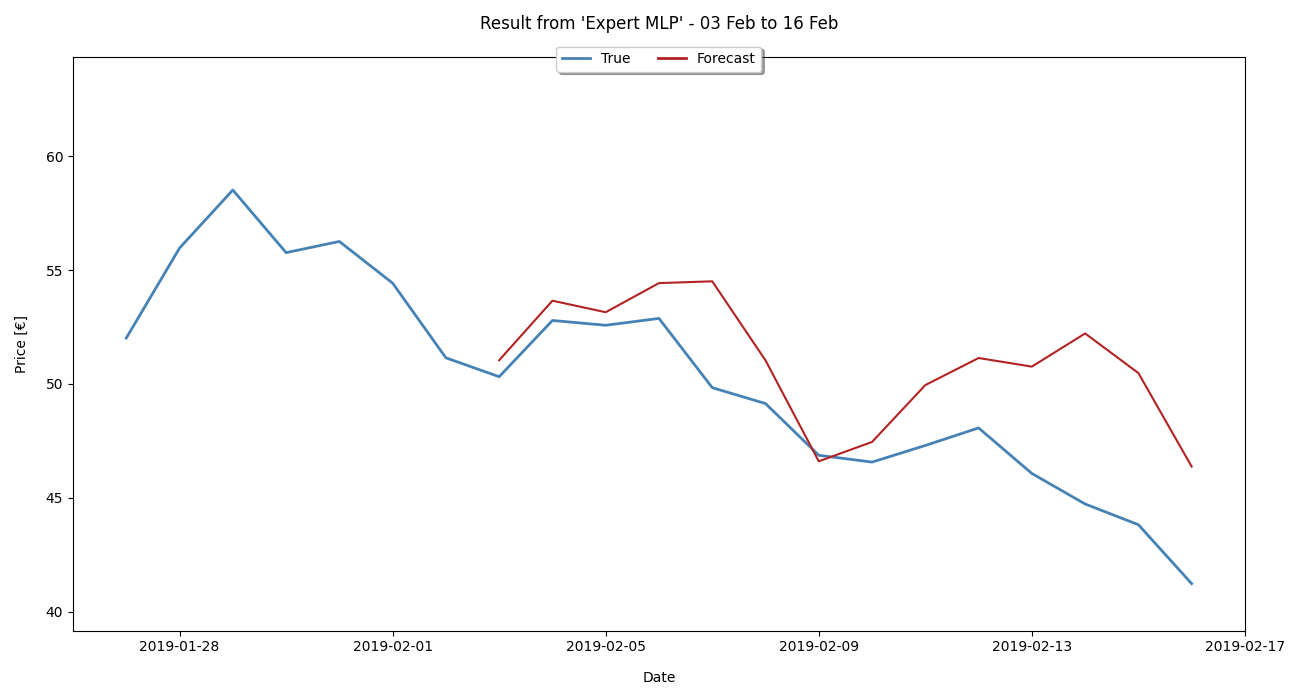 Result from 'Expert MLP' - 03 Feb to 16 Feb
True Forecast
Price [€]
60
55
50
45
40
2019-01-28 2019-02-01 2019-02-05 2019-02-09 2019-02-13 2019-02-17
Date